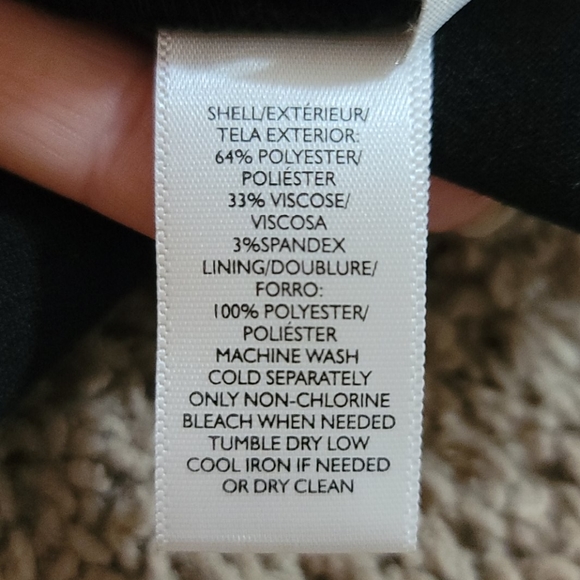 SHELL/EXTÉRIEUR/
TELA EXTERIOR:
64% POLYESTER/
POLIÉSTER
33% VISCOSE/
VISCOSA
3%SPANDEX
LINING/DOUBLURE/
FORRO:
100% POLYESTER/
POLIÉSTER
MACHINE WASH
COLD SEPARATELY
ONLY NON-CHLORINE
BLEACH WHEN NEEDED
TUMBLE DRY LOW
COOL IRON IF NEEDED
OR DRY CLEAN